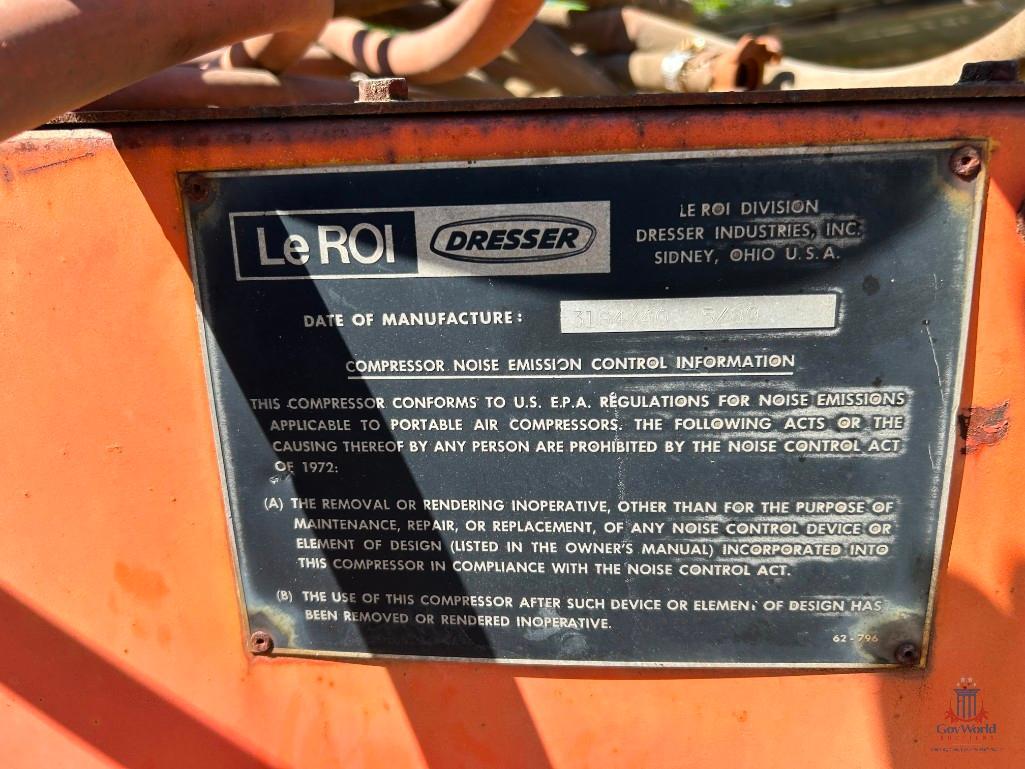 LeROI
DRESSER
LE ROI DIVISION
DRESSER INDUSTRIES, INC.
SIDNEY, OHIO U.S.A.
DATE OF MANUFACTURE:
COMPRESSOR NOISE EMISSION CONTROL INFORMATION
THIS COMPRESSOR CONFORMS TO U.S. E.P.A. REGULATIONS FOR NOISE EMISSIONS
APPLICABLE TO PORTABLE AIR COMPRESSORS. THE FOLLOWING ACTS OR THE
CAUSING THEREOF BY ANY PERSON ARE PROHIBITED BY THE NOISE CONTROL ACT
OF 1972:
(A) THE REMOVAL OR RENDERING INOPERATIVE, OTHER THAN FOR THE PURPOSE OF
MAINTENANCE, REPAIR, OR REPLACEMENT, OF ANY NOISE CONTROL DEVICE OR
ELEMENT OF DESIGN (LISTED IN THE OWNER'S MANUAL) INCORPORATED INTO
THIS COMPRESSOR IN COMPLIANCE WITH THE NOISE CONTROL ACT.
(B) THE USE OF THIS COMPRESSOR AFTER SUCH DEVICE OR ELEMENT OF DESIGN HAS
BEEN REMOVED OR RENDERED INOPERATIVE.
62-796
GovWorld
AUCTIONS